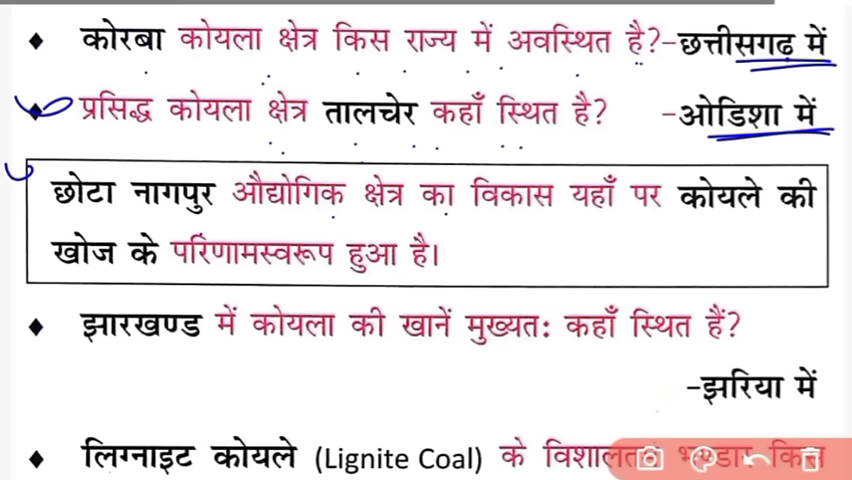 ♦ कोरबा कोयला क्षेत्र किस राज्य में अवस्थित है?-छत्तीसगढ़ में
♦ प्रसिद्ध कोयला क्षेत्र तालचेर कहाँ स्थित है? -ओडिशा में
छोटा नागपुर औद्योगिक क्षेत्र का विकास यहाँ पर कोयले की
खोज के परिणामस्वरूप हुआ है।
♦ झारखण्ड में कोयला की खानें मुख्यत: कहाँ स्थित हैं?
-झरिया में
♦ लिग्नाइट कोयले (Lignite Coal) के